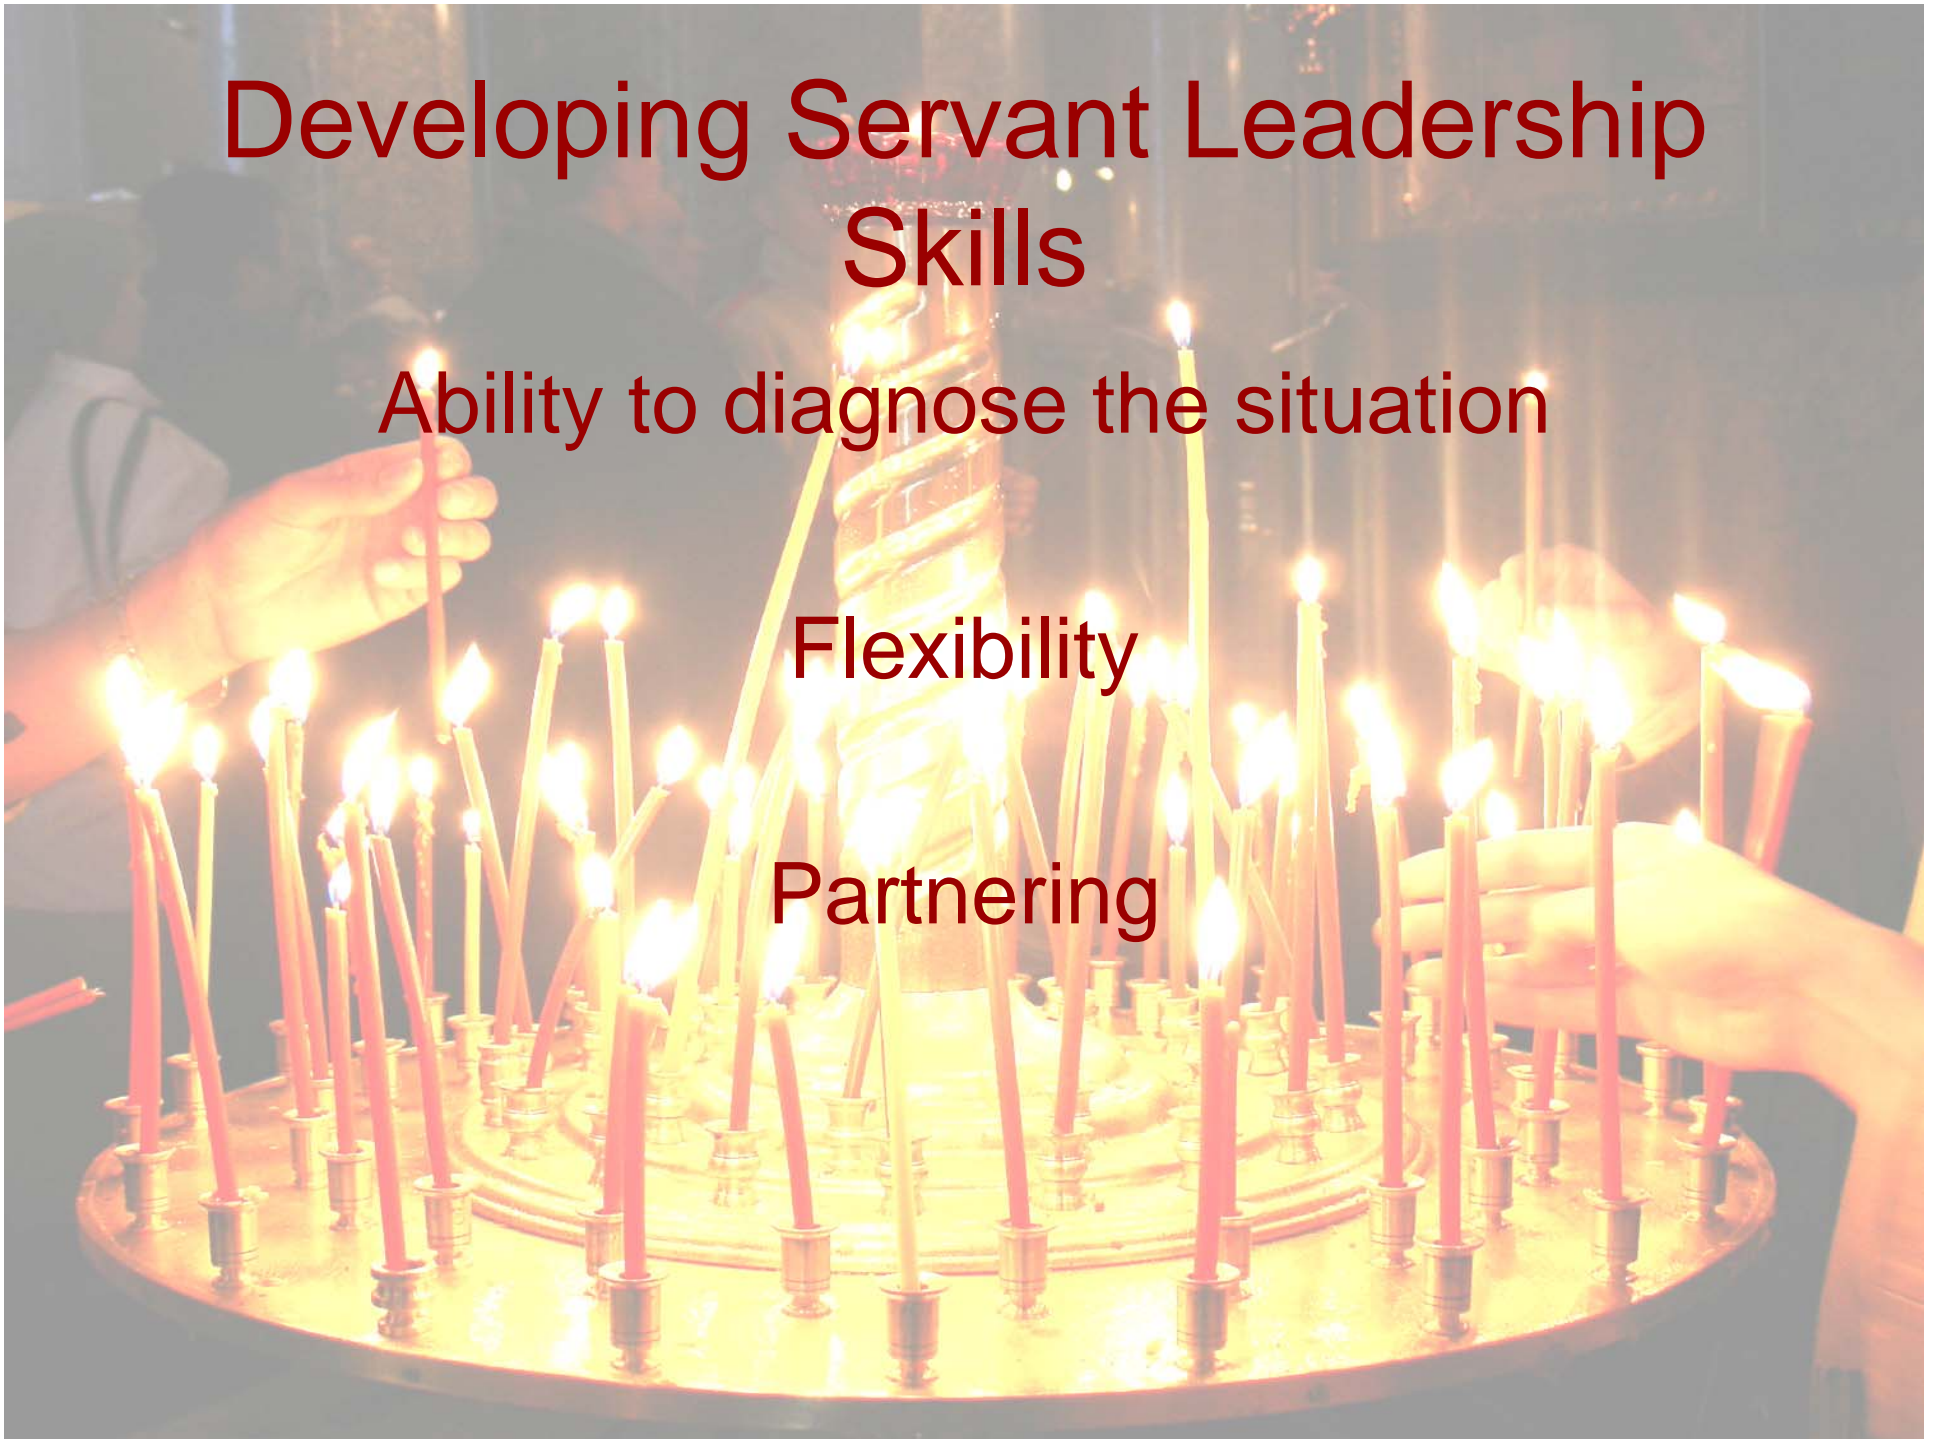 Developing Servant Leadership
Skills
Ability to diagnose the situation
Flexibility
Partnering